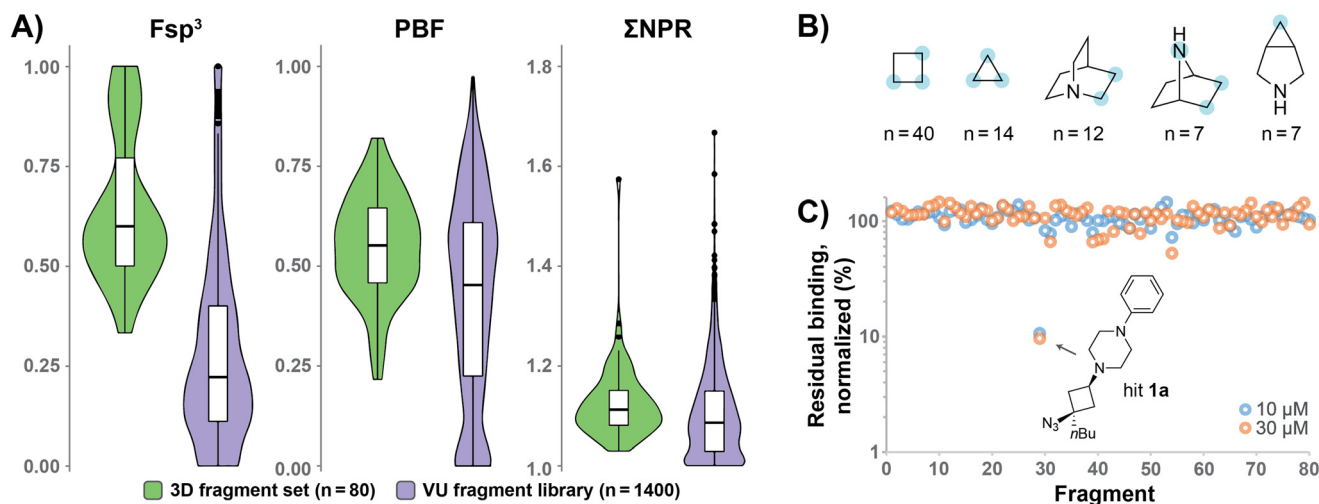 A)
Fsp³
PBF
ΣNPR
1.00
0.75
0.50
0.25
0.00
1.00
0.75
0.50
0.25
0.00
1.8
1.6
1.4
1.2
1.0
3D fragment set (n = 80)
VU fragment library (n = 1400)
B)
N
H
N
N
H
n = 40
n = 14
n = 12
n = 7
n = 7
C)
Residual binding,
normalized (%)
100
10
1
N
N
N₃
nBu
hit 1a
10 µM
30 µM
0
10
20
30
40
50
60
70
80
Fragment